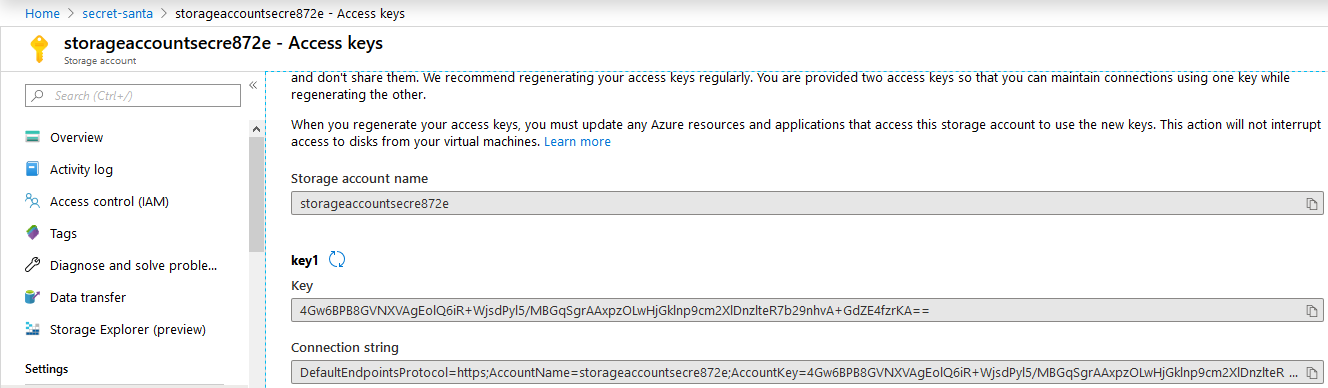 Home > secret-santa > storageaccountsecre872e - Access keys
storageaccountsecre872e - Access keys
Storage account
Search (Ctrl+/)
«
Overview
Activity log
Access control (IAM)
Tags
Diagnose and solve proble...
Data transfer
Storage Explorer (preview)
Settings
and don't share them. We recommend regenerating your access keys regularly. You are provided two access keys so that you can maintain connections using one key while
regenerating the other.
When you regenerate your access keys, you must update any Azure resources and applications that access this storage account to use the new keys. This action will not interrupt
access to disks from your virtual machines. Learn more
Storage account name
storageaccountsecre872e
key1
Key
4Gw6BPB8GVNXVAgEolQ6iR+WjsdPyl5/MBGqSgrAAxpzOLwHjGklnp9cm2XlDnzlteR7b29nhvA+GdZE4fzrKA==
Connection string
DefaultEndpointsProtocol=https;AccountName=storageaccountsecre872e;AccountKey=4Gw6BPB8GVNXVAgEolQ6iR+WjsdPyl5/MBGqSgrAAxpzOLwHjGklnp9cm2XlDnzlteR ...